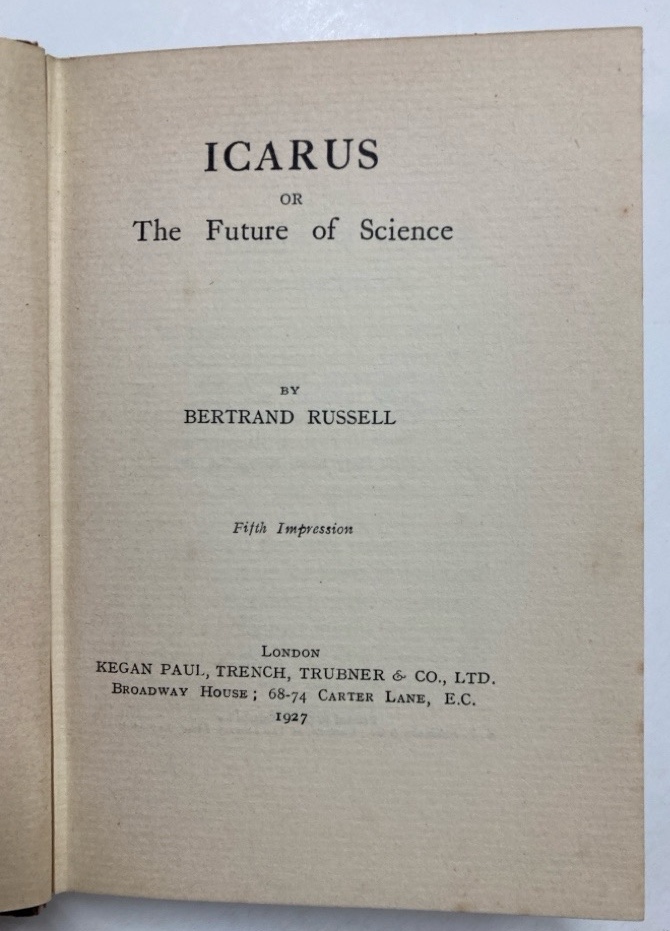 ICARUS
OR
The Future of Science
BY
BERTRAND RUSSELL
Fifth Impression
LONDON
KEGAN PAUL, TRENCH, TRUBNER & CO., LTD.
BROADWAY HOUSE; 68-74 CARTER LANE, E.C.
1927